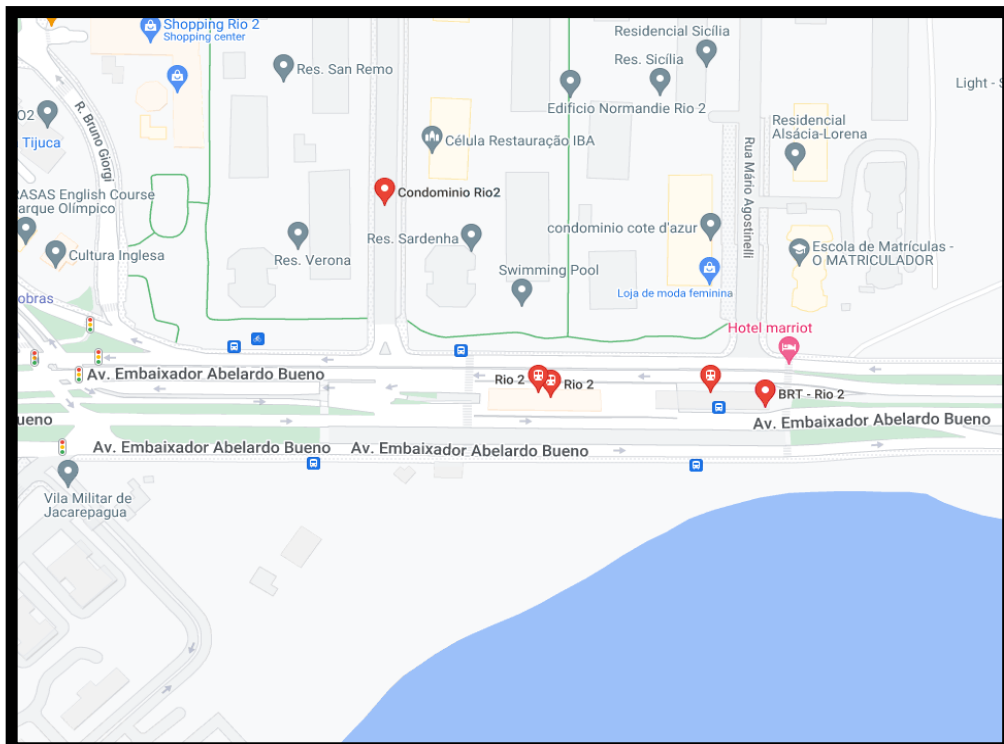 Shopping Rio 2
Shopping center
Residencial Sicília
Res. San Remo
Res. Sicília
Light - S
Edificio Normandie Rio 2
O2
Tijuca
R. Bruno Giorgi
Célula Restauração IBA
Residencial
Alsácia-Lorena
Rua Mário Agostinelli
RASAS English Course
arque Olímpico
Condominio Rio2
Cultura Inglesa
Res. Verona
Res. Sardenha
condominio cote d'azur
Escola de Matrículas -
O MATRICULADOR
Swimming Pool
Loja de moda feminina
obras
Hotel marriot
Av. Embaixador Abelardo Bueno
Rio 2
Rio 2
BRT - Rio 2
ueno
Av. Embaixador Abelardo Bueno
Av. Embaixador Abelardo Bueno
Av. Embaixador Abelardo Bueno
Vila Militar de
Jacarepagua